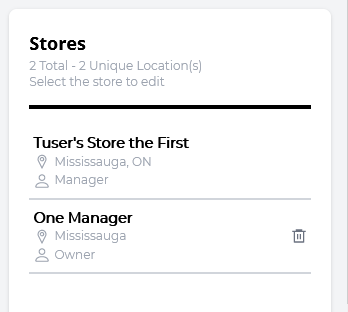 Stores
2 Total - 2 Unique Location(s)
Select the store to edit
Tuser's Store the First
Mississauga, ON
Manager
One Manager
Mississauga
Owner